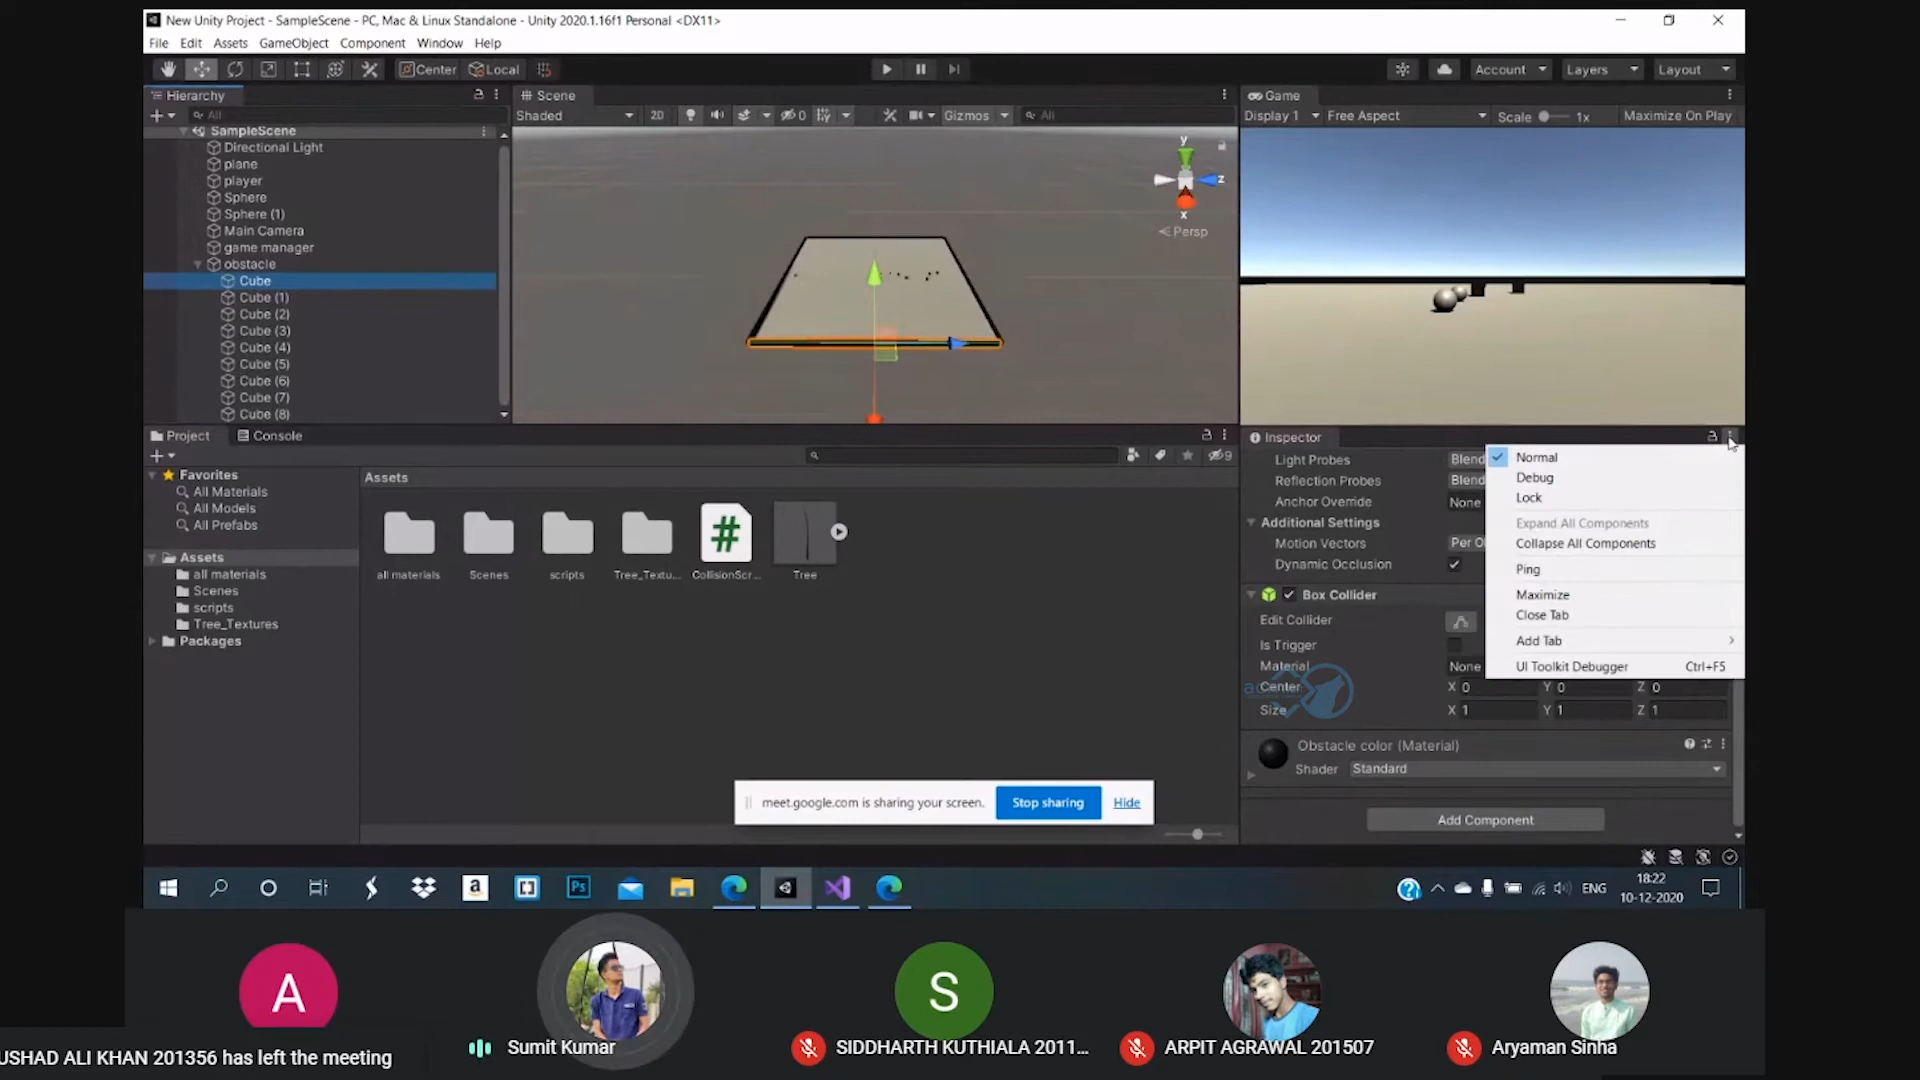 New Unity Project - SampleScene - PC, Mac & Linux Standalone - Unity 2020.1.16f1 Personal <DX11>
File Edit Assets GameObject Component Window Help
Center Local Account Layers Layout
Hierarchy
All
SampleScene
Directional Light
plane
player
Sphere
Sphere (1)
Main Camera
game manager
obstacle
Cube
Cube (1)
Cube (2)
Cube (3)
Cube (4)
Cube (5)
Cube (6)
Cube (7)
Cube (8)
Scene
Shaded 2D 0 Gizmos All
y
z
x
Persp
Game
Display 1 Free Aspect Scale 1x Maximize On Play
Project Console
9
Favorites
All Materials
All Models
All Prefabs
Assets
all materials
Scenes
scripts
Tree_Textures
Packages
Assets
all materials Scenes scripts Tree_Textu... CollisionScr... Tree
Inspector
Light Probes Blend
Reflection Probes Blend
Anchor Override None
Additional Settings
Motion Vectors Per O
Dynamic Occlusion
Box Collider
Edit Collider
Is Trigger
Material None
Center X 0 Y 0 Z 0
Size X 1 Y 1 Z 1
Obstacle color (Material)
Shader Standard
Add Component
Normal
Debug
Lock
Expand All Components
Collapse All Components
Ping
Maximize
Close Tab
Add Tab
UI Toolkit Debugger Ctrl+F5
meet.google.com is sharing your screen. Stop sharing Hide
a Ps ENG 18:22
10-12-2020
A S
USHAD ALI KHAN 201356 has left the meeting
Sumit Kumar
SIDDHARTH KUTHIALA 2011...
ARPIT AGRAWAL 201507
Aryaman Sinha